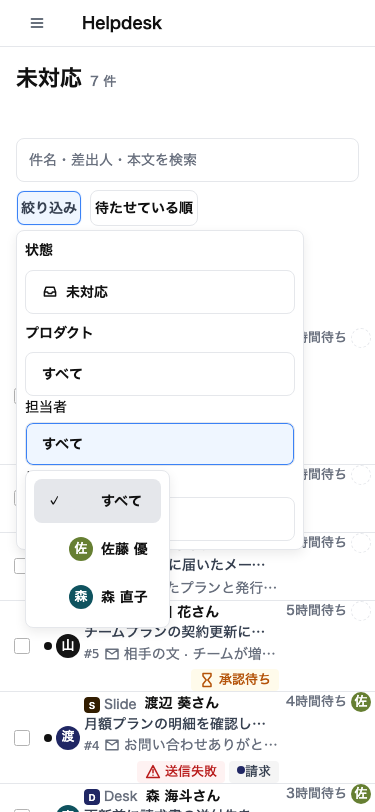 Helpdesk
未対応 7 件
件名・差出人・本文を検索
絞り込み 待たせている順
状態
未対応
プロダクト
すべて
時間待ち
担当者
すべて
時間待ち
✓ すべて
佐 佐藤 優
時間待ち
に届いたメー…
森 森 直子
たプランと発行…
花さん 5時間待ち
山 チームプランの契約更新に…
#5 相手の文・チームが増…
承認待ち
S Slide 渡辺 葵さん 4時間待ち 佐
渡 月額プランの明細を確認し…
#4 お問い合わせありがと…
送信失敗 請求
D Desk 森 海斗さん 3時間待ち 佐